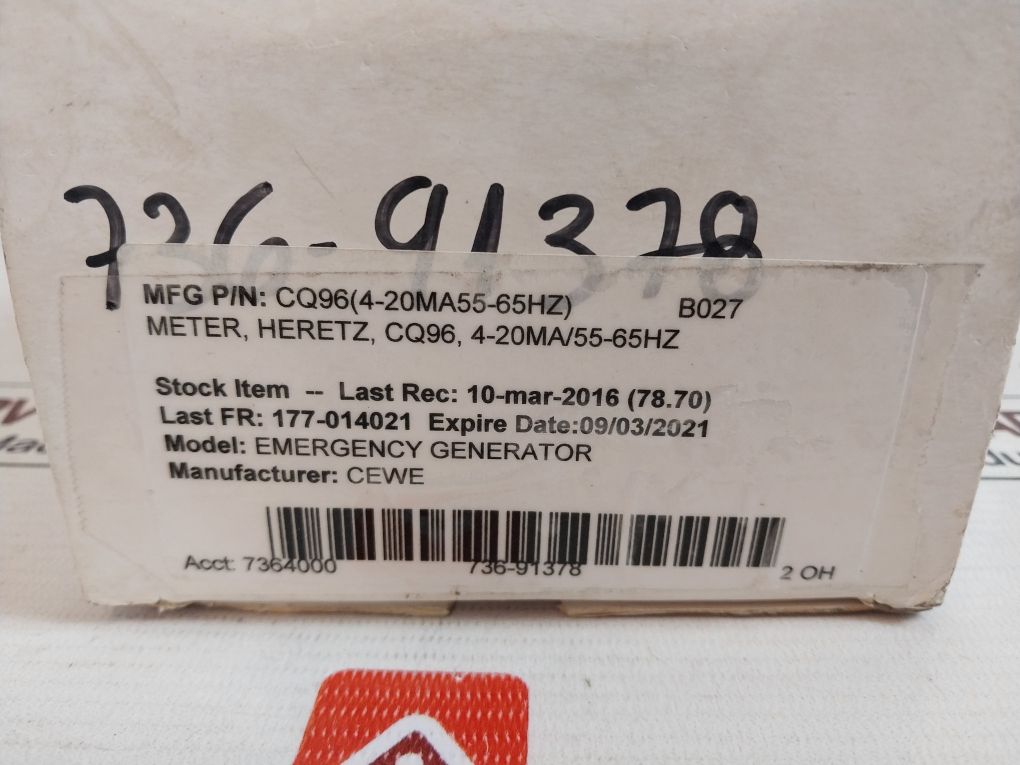 736-91378
MFG P/N: CQ96(4-20MA55-65HZ) B027
METER, HERETZ, CQ96, 4-20MA/55-65HZ
Stock Item -- Last Rec: 10-mar-2016 (78.70)
Last FR: 177-014021 Expire Date:09/03/2021
Model: EMERGENCY GENERATOR
Manufacturer: CEWE
Acct: 7364000 736-91378 2 OH